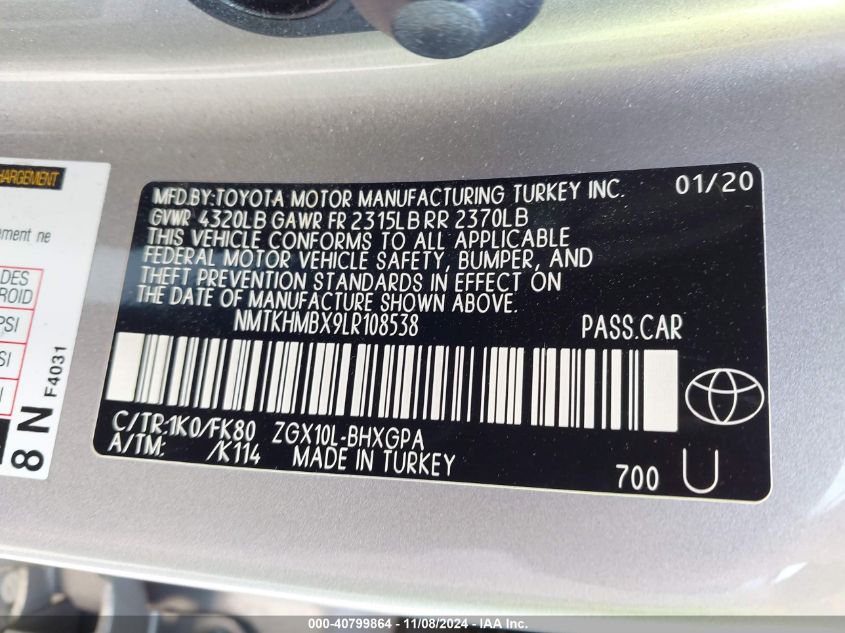 HARGEMENT
ement ne
DES
ROID
PSI
SI
I
F4031
8 N
MFD.BY:TOYOTA MOTOR MANUFACTURING TURKEY INC. 01/20
GVWR 4320LB GAWR FR 2315LB RR 2370LB
THIS VEHICLE CONFORMS TO ALL APPLICABLE
FEDERAL MOTOR VEHICLE SAFETY, BUMPER, AND
THEFT PREVENTION STANDARDS IN EFFECT ON
THE DATE OF MANUFACTURE SHOWN ABOVE.
NMTKHMBX9LR108538 PASS.CAR
C/TR:1K0/FK80 ZGX10L-BHXGPA
A/TM: /K114 MADE IN TURKEY
700 U
000-40799864 - 11/08/2024 - IAA Inc.